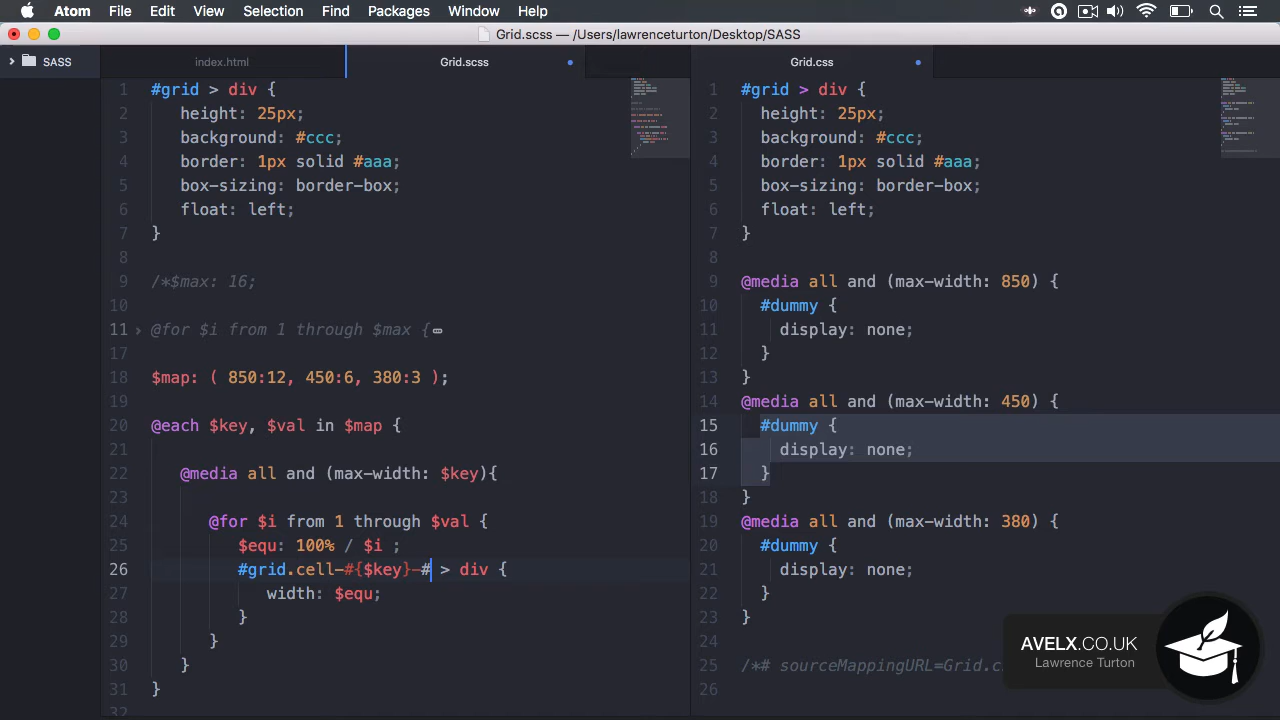 Atom File Edit View Selection Find Packages Window Help
Grid.scss — /Users/lawrenceturton/Desktop/SASS
SASS
index.html
Grid.scss
Grid.css
1 #grid > div {
2 height: 25px;
3 background: #ccc;
4 border: 1px solid #aaa;
5 box-sizing: border-box;
6 float: left;
7 }
8
9 /*$max: 16;
10
11 @for $i from 1 through $max {
17
18 $map: ( 850:12, 450:6, 380:3 );
19
20 @each $key, $val in $map {
21
22 @media all and (max-width: $key){
23
24 @for $i from 1 through $val {
25 $equ: 100% / $i ;
26 #grid.cell-#{$key}-# > div {
27 width: $equ;
28 }
29 }
30 }
31 }
32
1 #grid > div {
2 height: 25px;
3 background: #ccc;
4 border: 1px solid #aaa;
5 box-sizing: border-box;
6 float: left;
7 }
8
9 @media all and (max-width: 850) {
10 #dummy {
11 display: none;
12 }
13 }
14 @media all and (max-width: 450) {
15 #dummy {
16 display: none;
17 }
18 }
19 @media all and (max-width: 380) {
20 #dummy {
21 display: none;
22 }
23 }
25 /*# sourceMappingURL=Grid.c
26
AVELX.CO.UK
Lawrence Turton